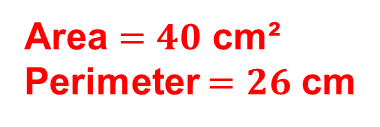 Area = 40 cm²
Perimeter = 26 cm